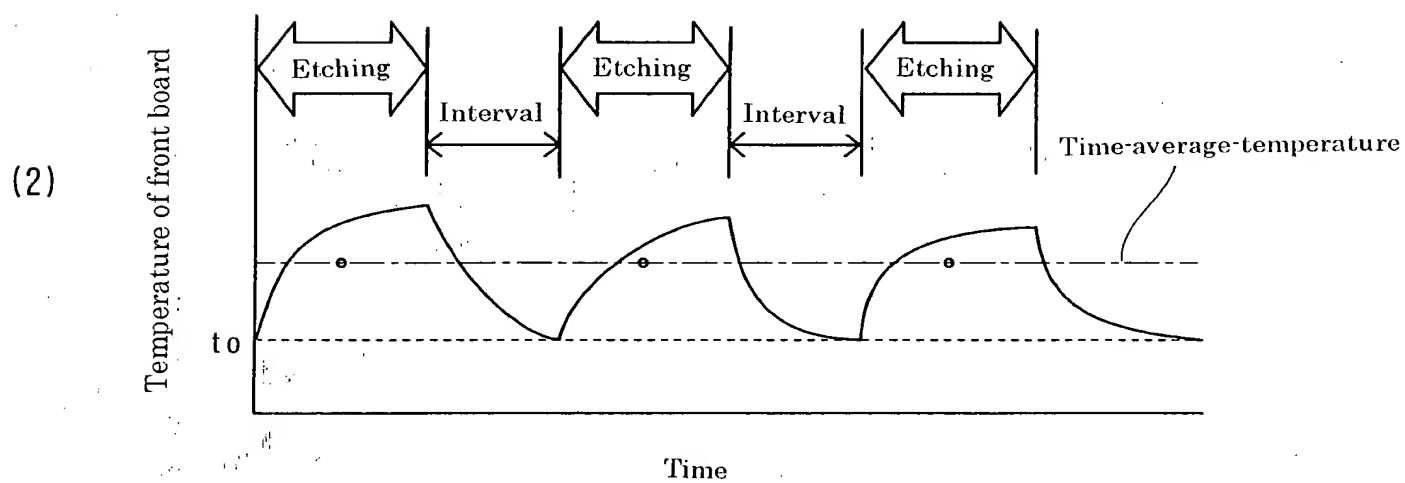 Etching
Etching
Etching
Interval
Interval
Time-average-temperature
(2)
Temperature of front board
to
Time